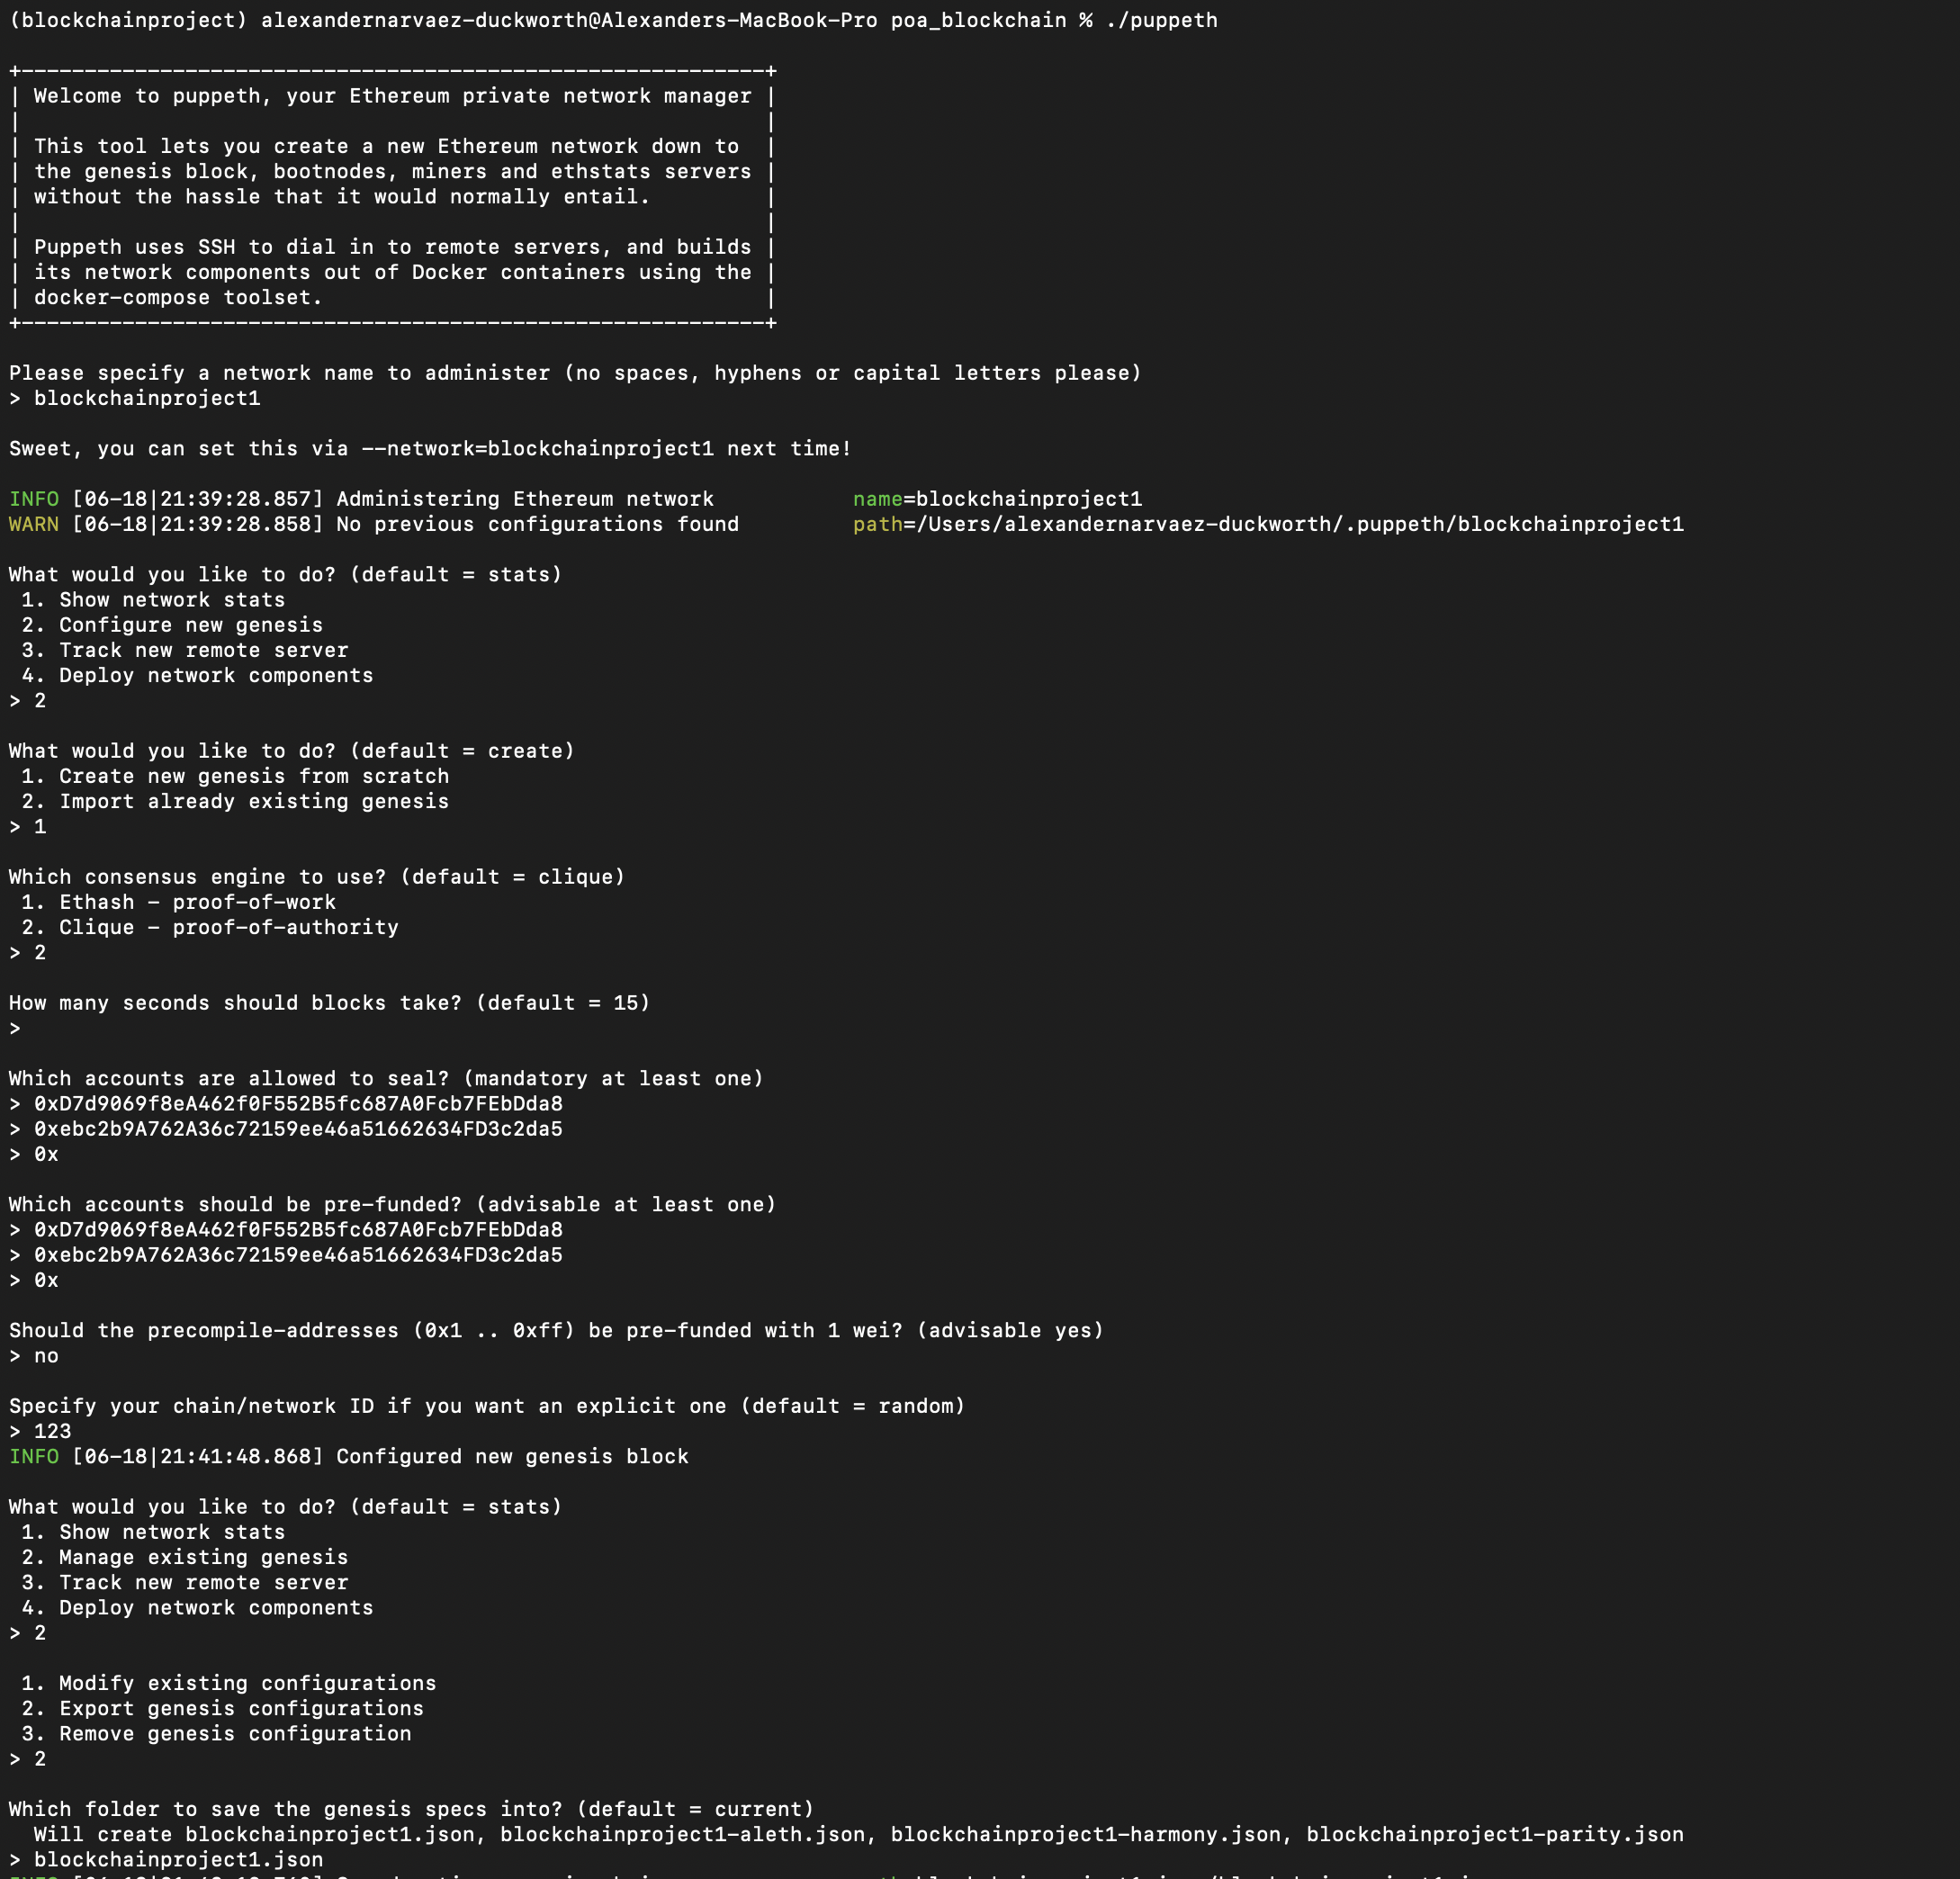 (blockchainproject) alexandernarvaez-duckworth@Alexanders-MacBook-Pro poa_blockchain % ./puppeth
+-----------------------------------------------------------+
| Welcome to puppeth, your Ethereum private network manager |
| |
| This tool lets you create a new Ethereum network down to |
| the genesis block, bootnodes, miners and ethstats servers |
| without the hassle that it would normally entail. |
| |
| Puppeth uses SSH to dial in to remote servers, and builds |
| its network components out of Docker containers using the |
| docker-compose toolset. |
+-----------------------------------------------------------+
Please specify a network name to administer (no spaces, hyphens or capital letters please)
> blockchainproject1
Sweet, you can set this via --network=blockchainproject1 next time!
INFO [06-18|21:39:28.857] Administering Ethereum network name=blockchainproject1
WARN [06-18|21:39:28.858] No previous configurations found path=/Users/alexandernarvaez-duckworth/.puppeth/blockchainproject1
What would you like to do? (default = stats)
1. Show network stats
2. Configure new genesis
3. Track new remote server
4. Deploy network components
> 2
What would you like to do? (default = create)
1. Create new genesis from scratch
2. Import already existing genesis
> 1
Which consensus engine to use? (default = clique)
1. Ethash - proof-of-work
2. Clique - proof-of-authority
> 2
How many seconds should blocks take? (default = 15)
>
Which accounts are allowed to seal? (mandatory at least one)
> 0xD7d9069f8eA462f0F552B5fc687A0Fcb7FEbDda8
> 0xebc2b9A762A36c72159ee46a51662634FD3c2da5
> 0x
Which accounts should be pre-funded? (advisable at least one)
> 0xD7d9069f8eA462f0F552B5fc687A0Fcb7FEbDda8
> 0xebc2b9A762A36c72159ee46a51662634FD3c2da5
> 0x
Should the precompile-addresses (0x1 .. 0xff) be pre-funded with 1 wei? (advisable yes)
> no
Specify your chain/network ID if you want an explicit one (default = random)
> 123
INFO [06-18|21:41:48.868] Configured new genesis block
What would you like to do? (default = stats)
1. Show network stats
2. Manage existing genesis
3. Track new remote server
4. Deploy network components
> 2
1. Modify existing configurations
2. Export genesis configurations
3. Remove genesis configuration
> 2
Which folder to save the genesis specs into? (default = current)
Will create blockchainproject1.json, blockchainproject1-aleth.json, blockchainproject1-harmony.json, blockchainproject1-parity.json
> blockchainproject1.json